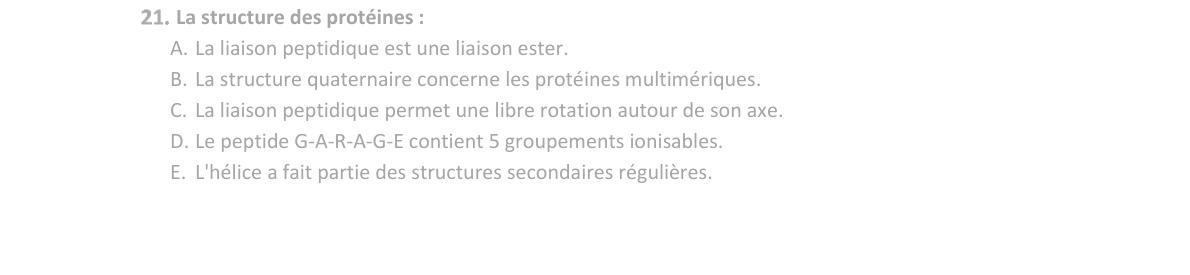 21. La structure des protéines :
A. La liaison peptidique est une liaison ester.
B. La structure quaternaire concerne les protéines multimériques.
C. La liaison peptidique permet une libre rotation autour de son axe.
D. Le peptide G-A-R-A-G-E contient 5 groupements ionisables.
E. L'hélice a fait partie des structures secondaires régulières.